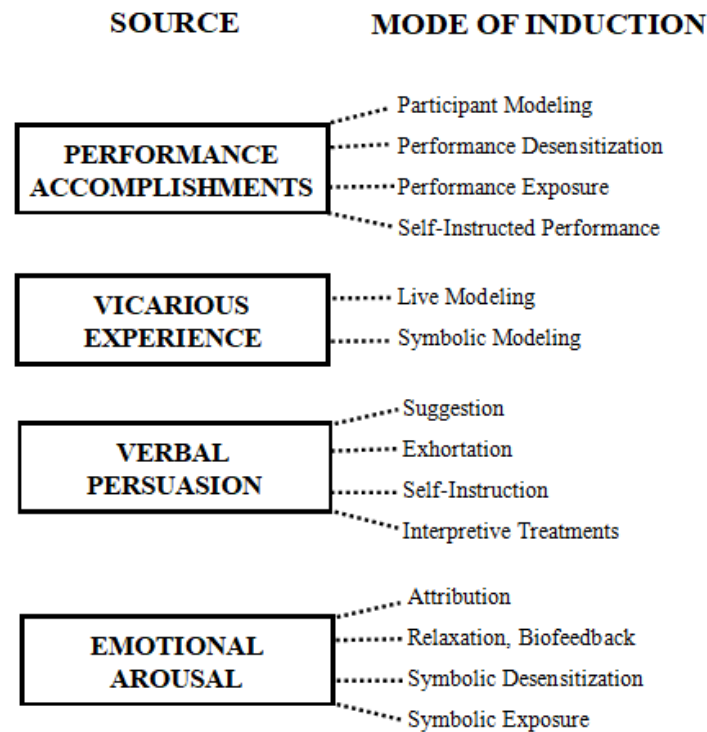 SOURCE MODE OF INDUCTION
PERFORMANCE
ACCOMPLISHMENTS
Participant Modeling
Performance Desensitization
Performance Exposure
Self-Instructed Performance
VICARIOUS
EXPERIENCE
Live Modeling
Symbolic Modeling
VERBAL
PERSUASION
Suggestion
Exhortation
Self-Instruction
Interpretive Treatments
EMOTIONAL
AROUSAL
Attribution
Relaxation, Biofeedback
Symbolic Desensitization
Symbolic Exposure